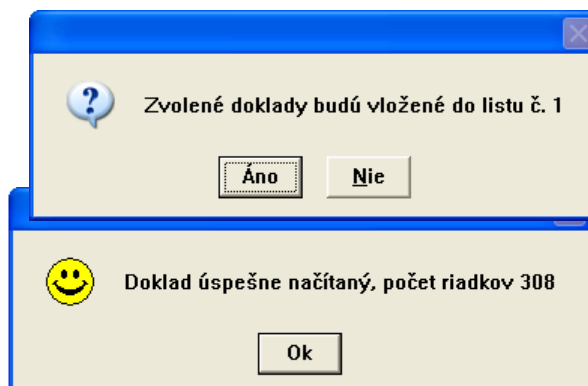 Zvolené doklady budú vložené do listu č. 1
Áno Nie
Doklad úspešne načítaný, počet riadkov 308
Ok